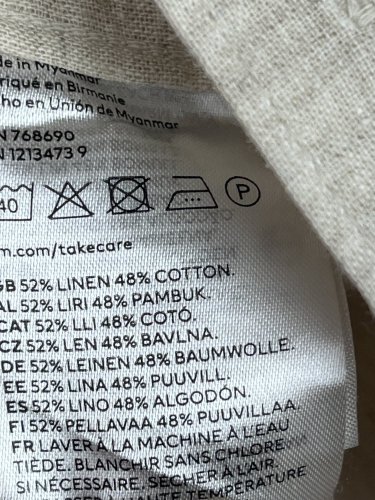 de in Myanmar
riqué en Birmanie
ho en Unión de Myanmar
N 768690
N 1213473 9
40 P
m.com/takecare
GB 52% LINEN 48% COTTON.
AL 52% LIRI 48% PAMBUK.
CAT 52% LLI 48% COTÓ.
CZ 52% LEN 48% BAVLNA.
DE 52% LEINEN 48% BAUMWOLLE.
EE 52% LINA 48% PUUVILL.
ES 52% LINO 48% ALGODÓN.
FI 52% PELLAVAA 48% PUUVILLAA.
FR LAVER À LA MACHINE À L'EAU
TIÈDE. BLANCHIR SANS CHLORE
SI NÉCESSAIRE. SÉCHER À L'AIR.
HAUTE TEMPÉRATURE